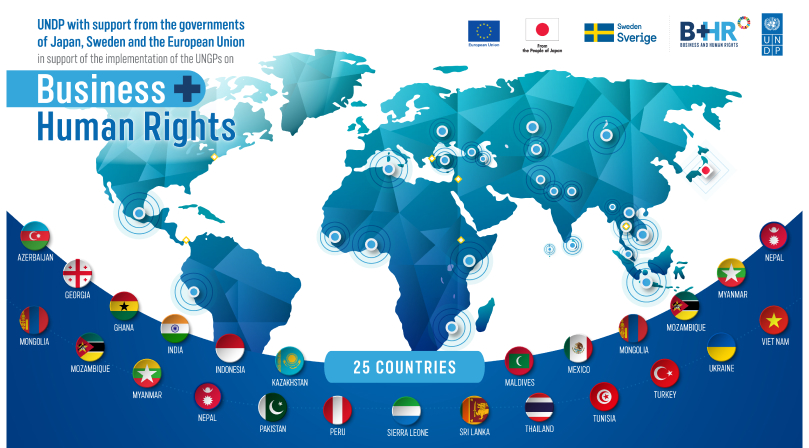 UNDP with support from the governments
of Japan, Sweden and the European Union
in support of the implementation of the UNGPs on
Business +
Human Rights
European Union
From
the People of Japan
Sweden
Sverige
B+HR
BUSINESS AND HUMAN RIGHTS
U N
D P
AZERBAIJAN
GEORGIA
GHANA
INDIA
INDONESIA
KAZAKHSTAN
25 COUNTRIES
MALDIVES
MEXICO
MONGOLIA
MOZAMBIQUE
MYANMAR
NEPAL
MONGOLIA
MOZAMBIQUE
MYANMAR
NEPAL
PAKISTAN
PERU
SIERRA LEONE
SRI LANKA
THAILAND
TUNISIA
TURKEY
UKRAINE
VIET NAM